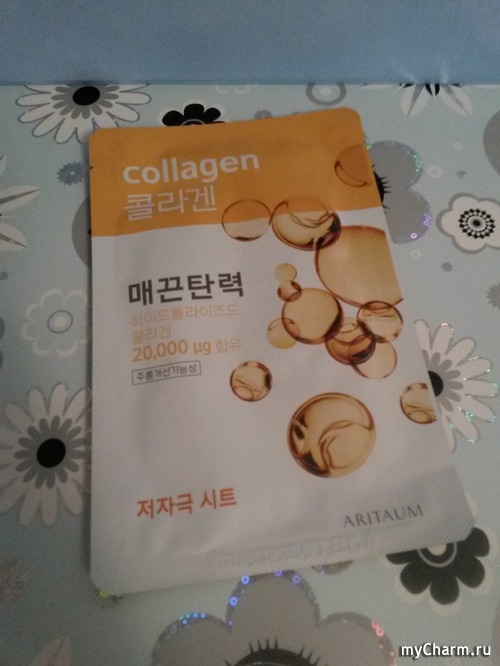 Collagen
콜라겐
매끈탄력
하이드롤라이즈드
콜라겐
20,000 μg 함유
주름개선기능성
저자극 시트
ARITAUM
myCharm.ru